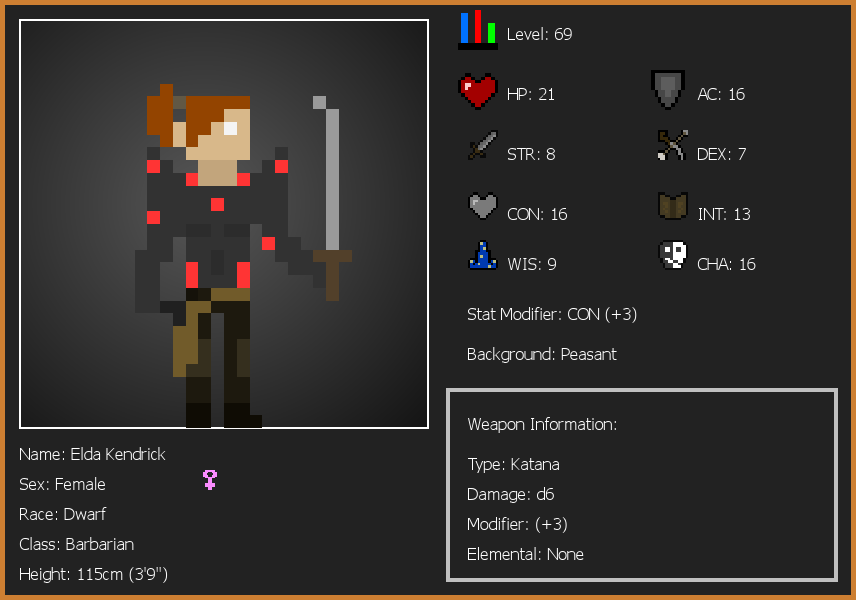 Level: 69
HP: 21
AC: 16
STR: 8
DEX: 7
CON: 16
INT: 13
WIS: 9
CHA: 16
Stat Modifier: CON (+3)
Background: Peasant
Weapon Information:
Type: Katana
Damage: d6
Modifier: (+3)
Elemental: None
Name: Elda Kendrick
Sex: Female
Race: Dwarf
Class: Barbarian
Height: 115cm (3'9")